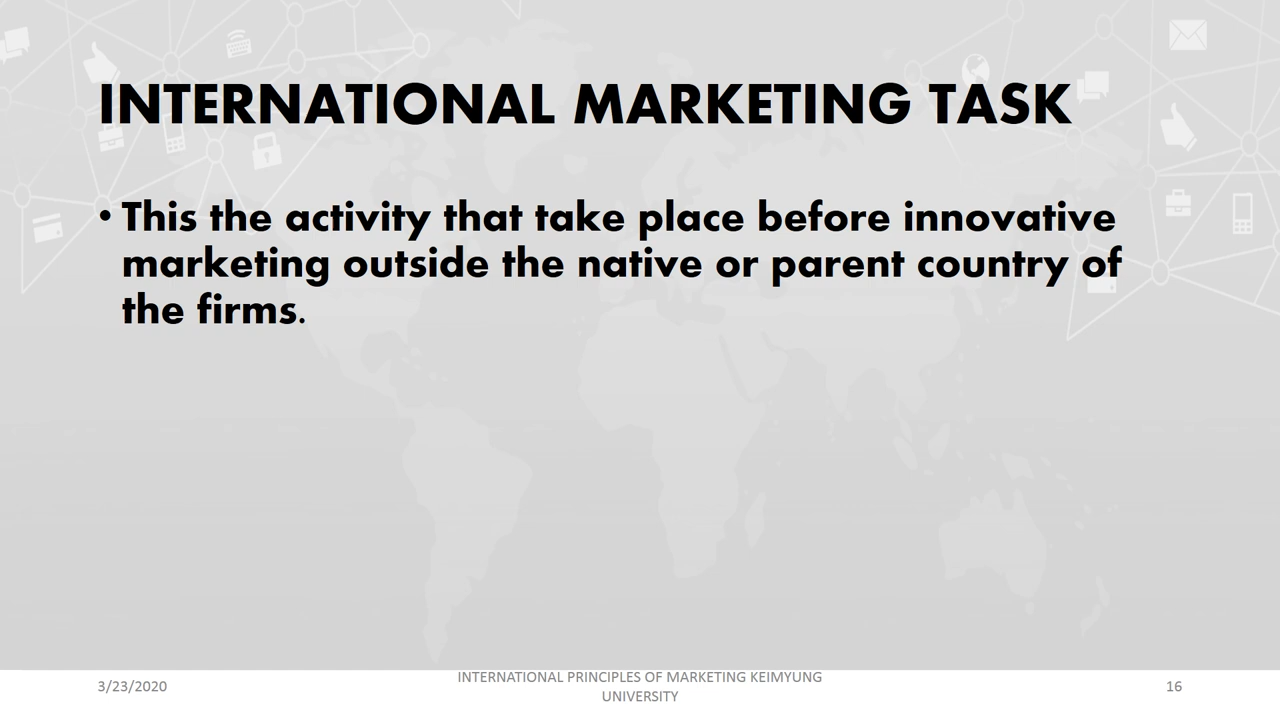 INTERNATIONAL MARKETING TASK
• This the activity that take place before innovative
marketing outside the native or parent country of
the firms.
3/23/2020
INTERNATIONAL PRINCIPLES OF MARKETING KEIMYUNG
UNIVERSITY
16